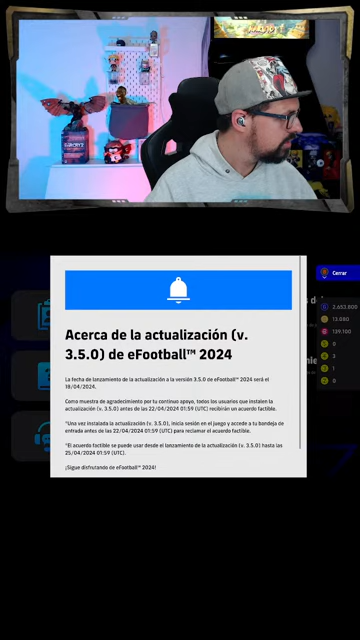 Cerrar
2.653.800
13.080
139.100
0
3
1
0
Acerca de la actualización (v.
3.5.0) de eFootball™ 2024
La fecha de lanzamiento de la actualización a la versión 3.5.0 de eFootball™ 2024 será el
18/04/2024.
Como muestra de agradecimiento por tu continuo apoyo, todos los usuarios que instalen la
actualización (v. 3.5.0) antes de las 22/04/2024 01:59 (UTC) recibirán un acuerdo factible.
*Una vez instalada la actualización (v. 3.5.0), inicia sesión en el juego y accede a tu bandeja de
entrada antes de las 22/04/2024 01:59 (UTC) para reclamar el acuerdo factible.
*El acuerdo factible se puede usar desde el lanzamiento de la actualización (v. 3.5.0) hasta las
25/04/2024 01:59 (UTC).
¡Sigue disfrutando de eFootball™ 2024!